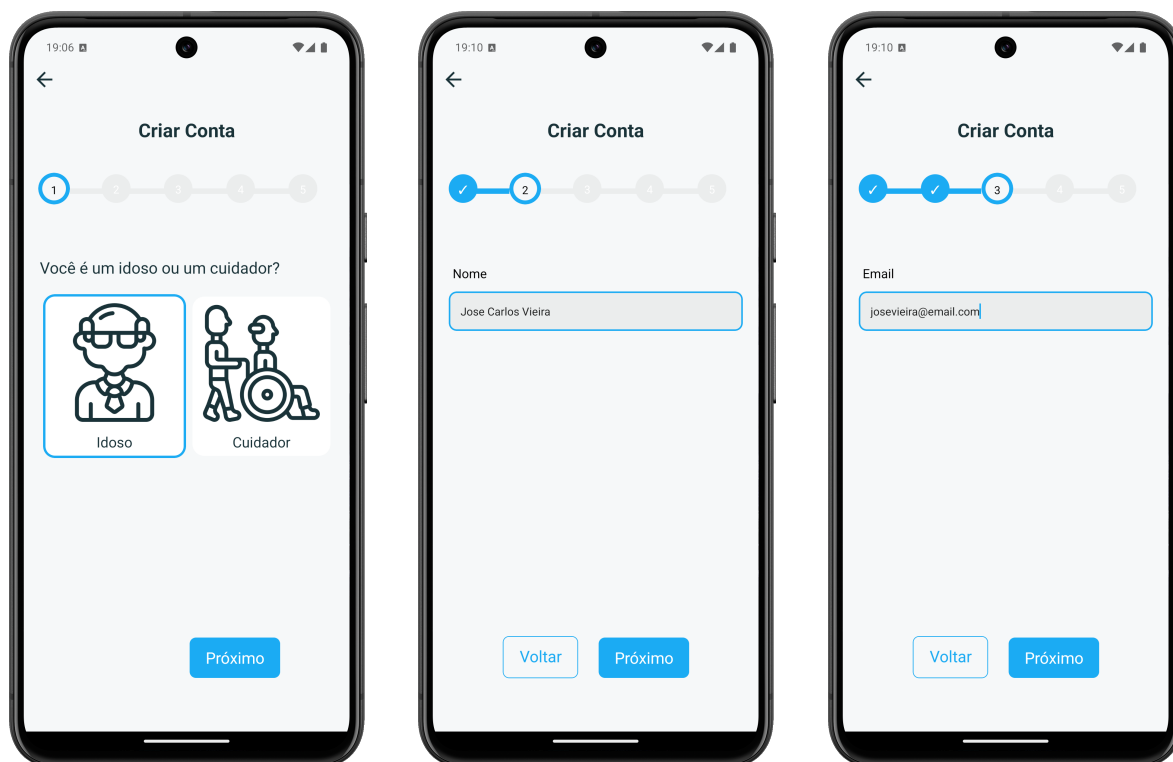 19:06
Criar Conta
1 2 3 4 5
Você é um idoso ou um cuidador?
Idoso Cuidador
Próximo
19:10
Criar Conta
✓ 2 3 4 5
Nome
Jose Carlos Vieira
Voltar Próximo
19:10
Criar Conta
✓ ✓ 3 4 5
Email
josevieira@email.com
Voltar Próximo